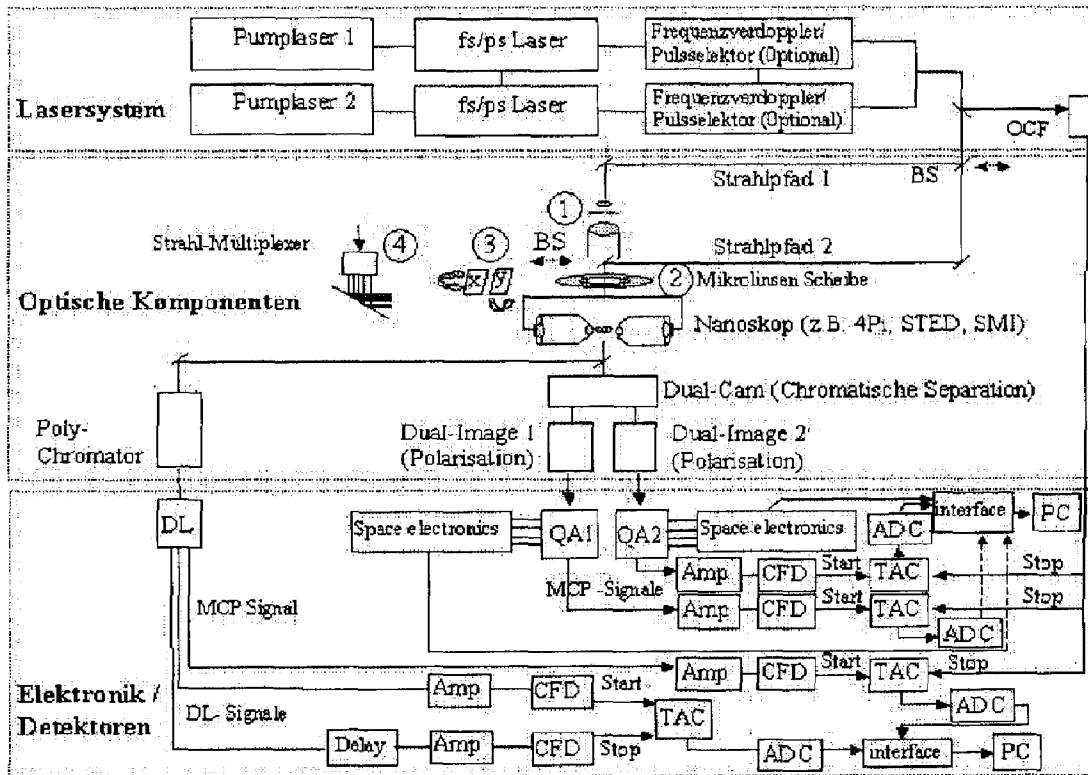 Pumplaser 1
fs/ps Laser
Frequenzverdoppler/
Pulsselektor (Optional)
Lasersystem
Pumplaser 2
fs/ps Laser
Frequenzverdoppler/
Pulsselektor (Optional)
OCF
Strahlpfad 1
BS
1
Strahl-Multiplexer
4
3
BS
Strahlpfad 2
x
y
2
Mikrolinsen Scheibe
Optische Komponenten
Nanoskop (z.B. 4Pi, STED, SMI)
Dual-Cam (Chromatische Separation)
Poly-
Chromator
Dual-Image 1
(Polarisation)
Dual-Image 2
(Polarisation)
DL
Space electronics
QA1
QA2
Space electronics
ADC
interface
PC
MCP-Signale
Amp
CFD
Start
TAC
Stop
MCP Signal
Amp
CFD
Start
TAC
Stop
ADC
Elektronik /
Detektoren
Amp
CFD
Start
TAC
Stop
Amp
CFD
Start
DL- Signale
TAC
ADC
Delay
Amp
CFD
Stop
ADC
interface
PC